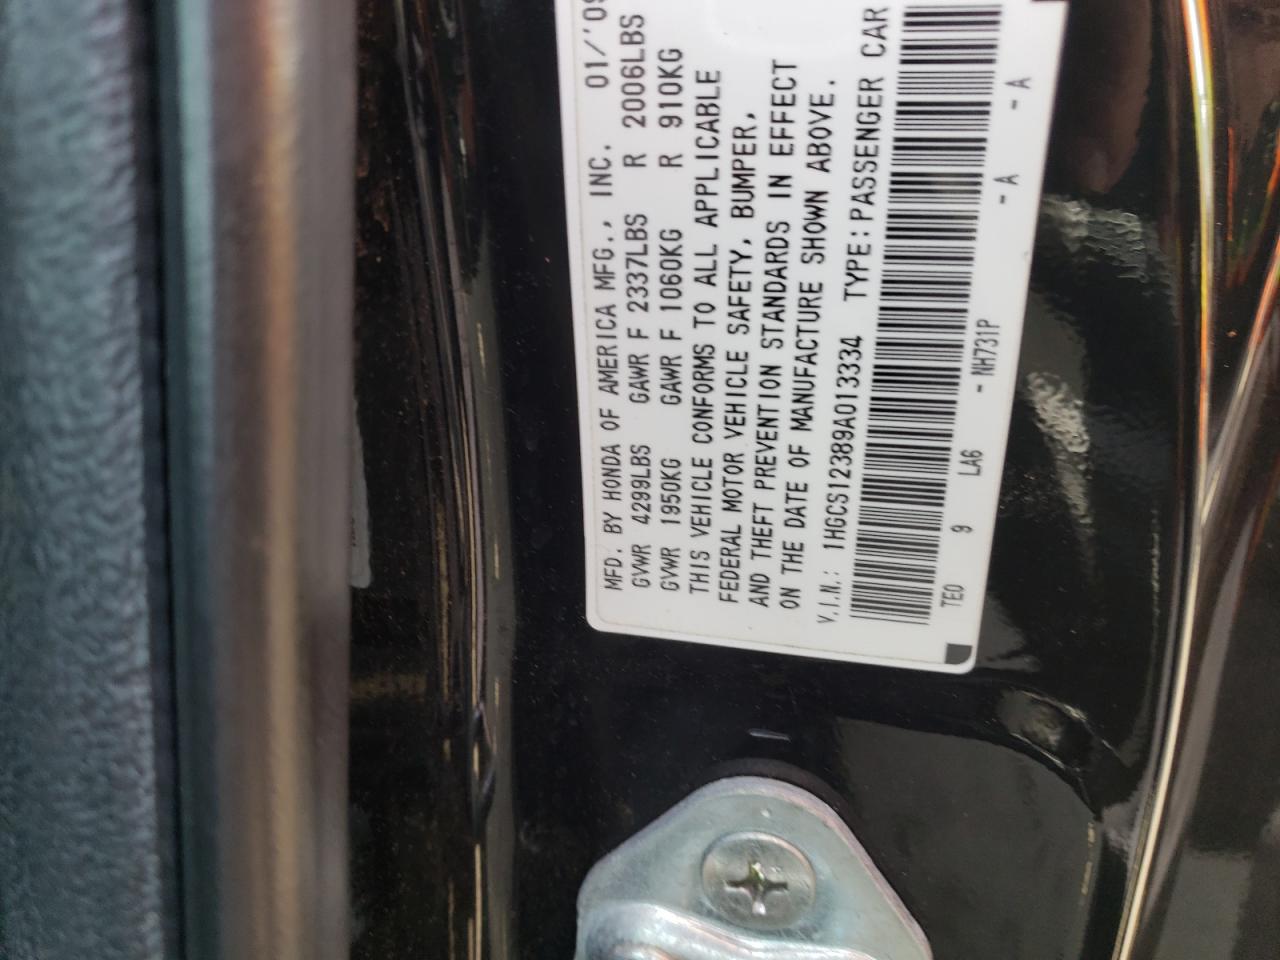 MFD. BY HONDA OF AMERICA MFG., INC. 01/'09
GVWR 4299LBS GAWR F 2337LBS R 2006LBS
GVWR 1950KG GAWR F 1060KG R 910KG
THIS VEHICLE CONFORMS TO ALL APPLICABLE
FEDERAL MOTOR VEHICLE SAFETY, BUMPER,
AND THEFT PREVENTION STANDARDS IN EFFECT
ON THE DATE OF MANUFACTURE SHOWN ABOVE.
V.I.N.: 1HGCS12389A013334 TYPE: PASSENGER CAR
TE0 9 LA6 - NH731P - A - A